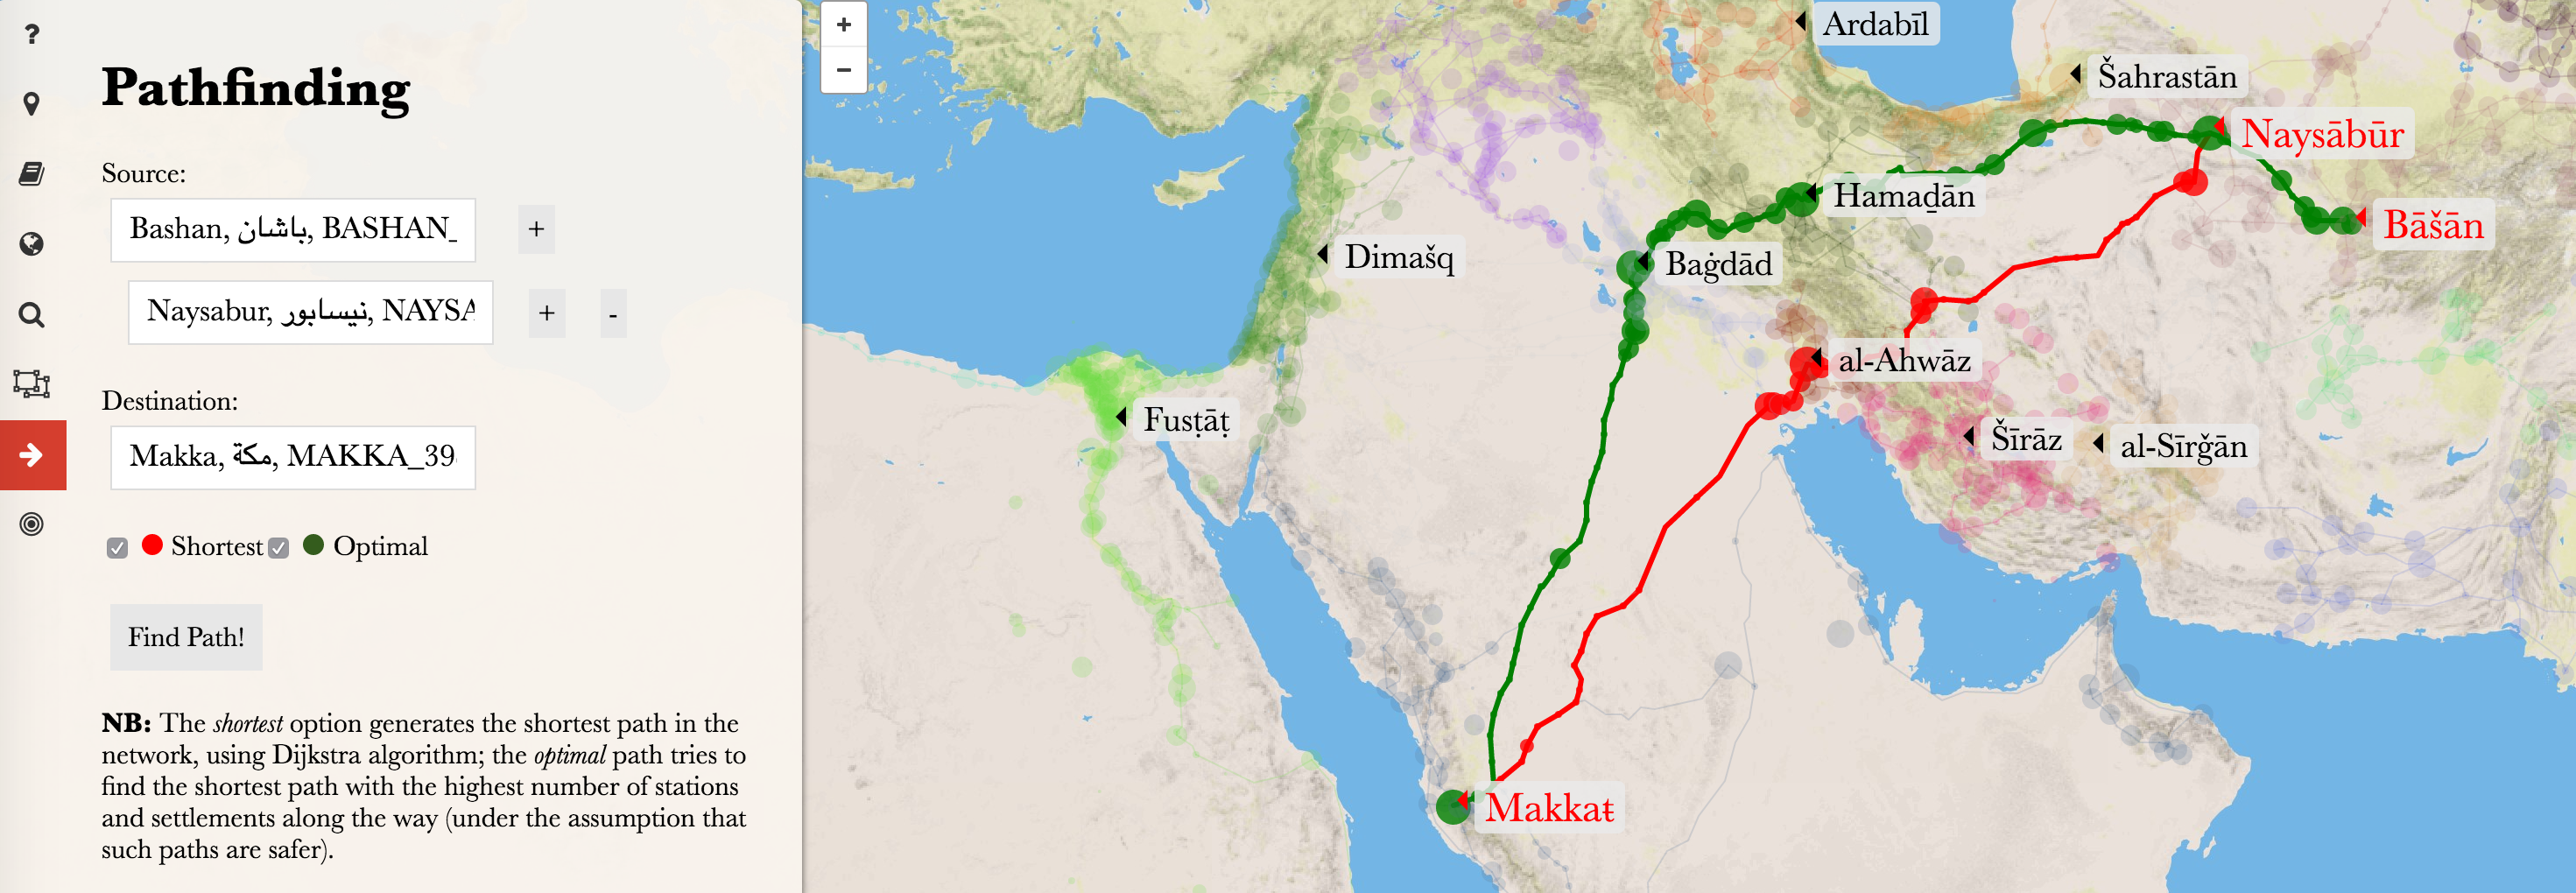 Pathfinding
Source:
Bashan, باشان, BASHAN_
+
Naysabur, نيسابور, NAYSA
+ -
Destination:
Makka, مكة, MAKKA_39
Shortest Optimal
Find Path!
NB: The shortest option generates the shortest path in the
network, using Dijkstra algorithm; the optimal path tries to
find the shortest path with the highest number of stations
and settlements along the way (under the assumption that
such paths are safer).
?
+
−
Ardabīl
Šahrastān
Naysābūr
Hamaḏān
Bāšān
Dimašq
Baġdād
al-Ahwāz
Fusṭāṭ
Šīrāz
al-Sīrǧān
Makkaŧ